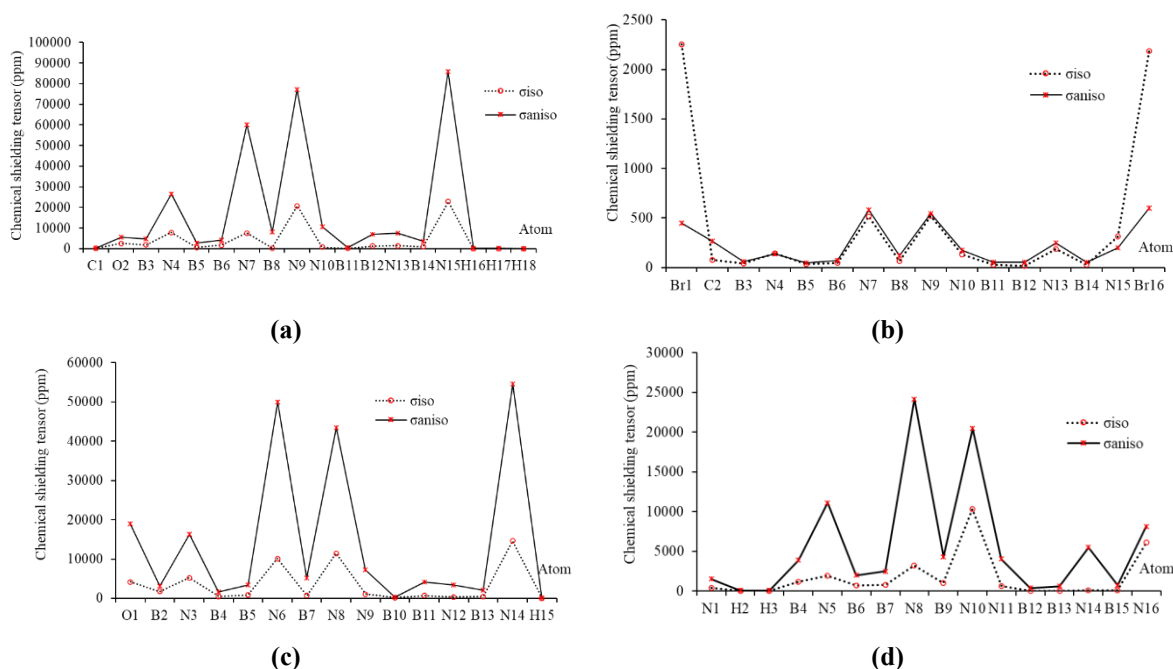 Chemical shielding tensor (ppm)
100000
90000
80000
70000
60000
50000
40000
30000
20000
10000
0
σiso
σaniso
Atom
C1 O2 B3 N4 B5 B6 N7 B8 N9 N10 B11 B12 N13 B14 N15 H16 H17 H18
(a)
Chemical shielding tensor (ppm)
2500
2000
1500
1000
500
0
σiso
σaniso
Atom
Br1 C2 B3 N4 B5 B6 N7 B8 N9 N10 B11 B12 N13 B14 N15 Br16
(b)
Chemical shielding tensor (ppm)
60000
50000
40000
30000
20000
10000
0
σiso
σaniso
Atom
O1 B2 N3 B4 B5 N6 B7 N8 N9 B10 B11 N12 B13 N14 H15
(c)
Chemical shielding tensor (ppm)
30000
25000
20000
15000
10000
5000
0
σiso
σaniso
Atom
N1 H2 H3 B4 N5 B6 B7 N8 B9 N10 N11 B12 B13 N14 B15 N16
(d)